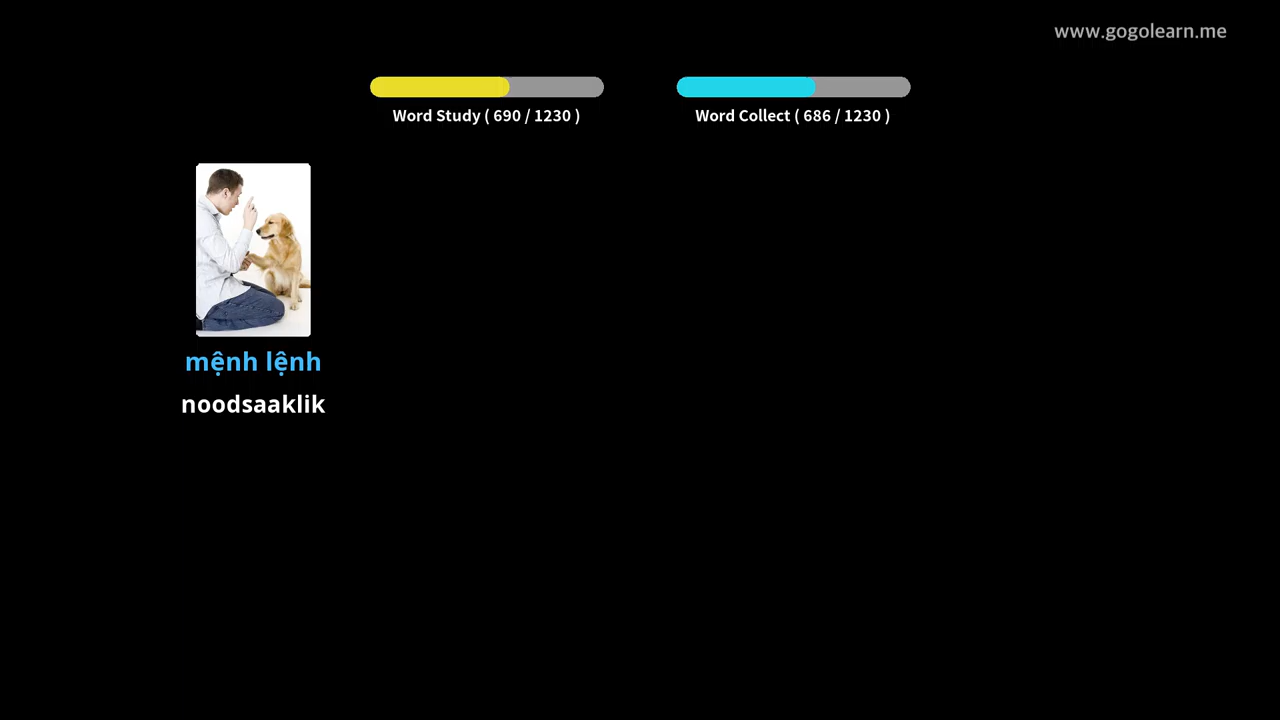 www.gogolearn.me
Word Study ( 690 / 1230 )
Word Collect ( 686 / 1230 )
mệnh lệnh
noodsaaklik